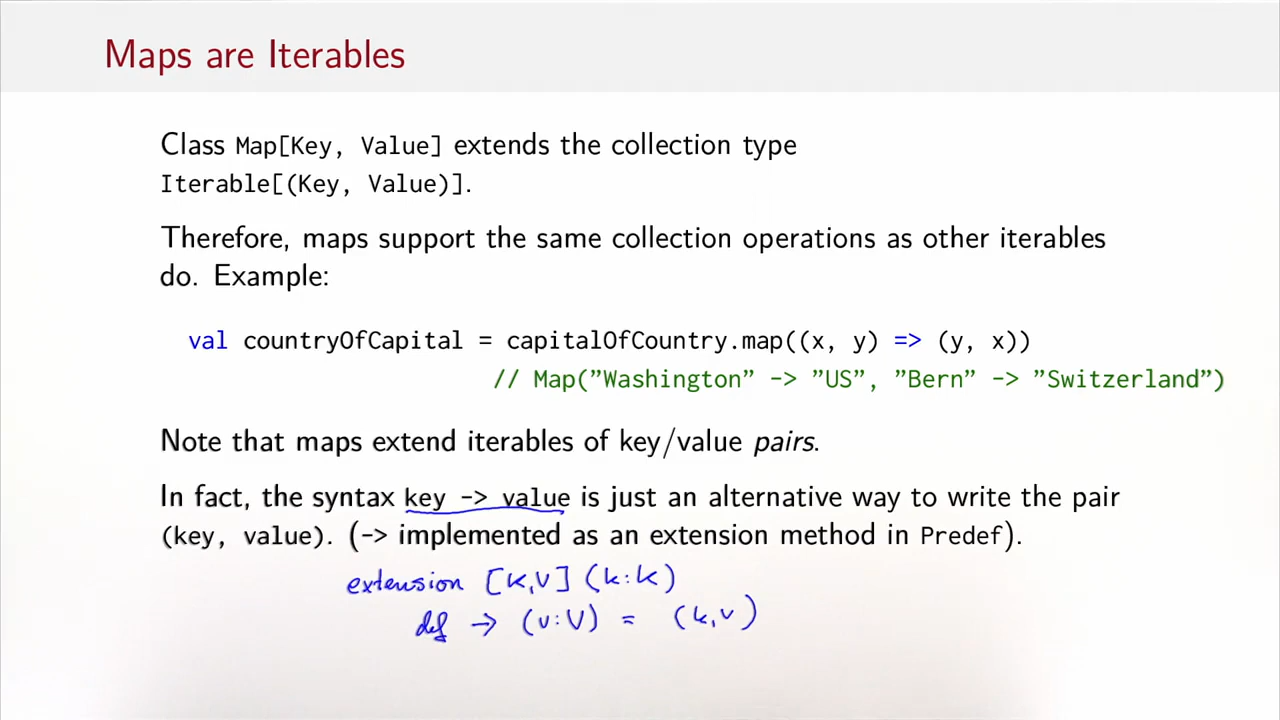 Maps are Iterables
Class Map[Key, Value] extends the collection type
Iterable[(Key, Value)].
Therefore, maps support the same collection operations as other iterables
do. Example:
val countryOfCapital = capitalOfCountry.map((x, y) => (y, x))
// Map(”Washington” -> "US”, ”Bern” -> ”Switzerland”)
Note that maps extend iterables of key/value pairs.
In fact, the syntax key -> value is just an alternative way to write the pair
(key, value). (-> implemented as an extension method in Predef).
extension [K,V] (k:K)
def → (v:V) = (k,v)